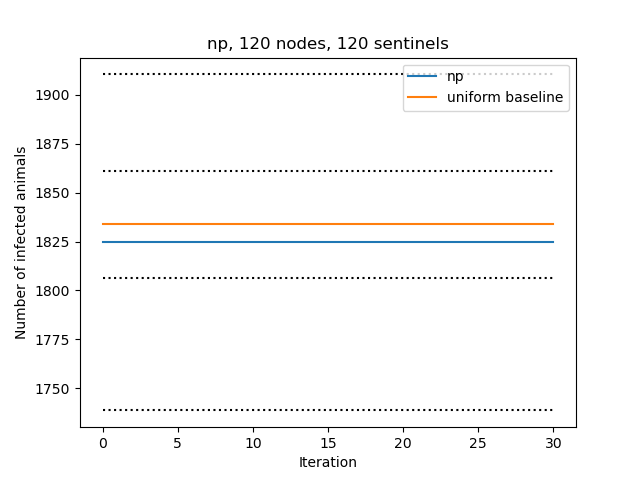 np, 120 nodes, 120 sentinels
np
uniform baseline
Number of infected animals
1900
1875
1850
1825
1800
1775
1750
0 5 10 15 20 25 30
Iteration